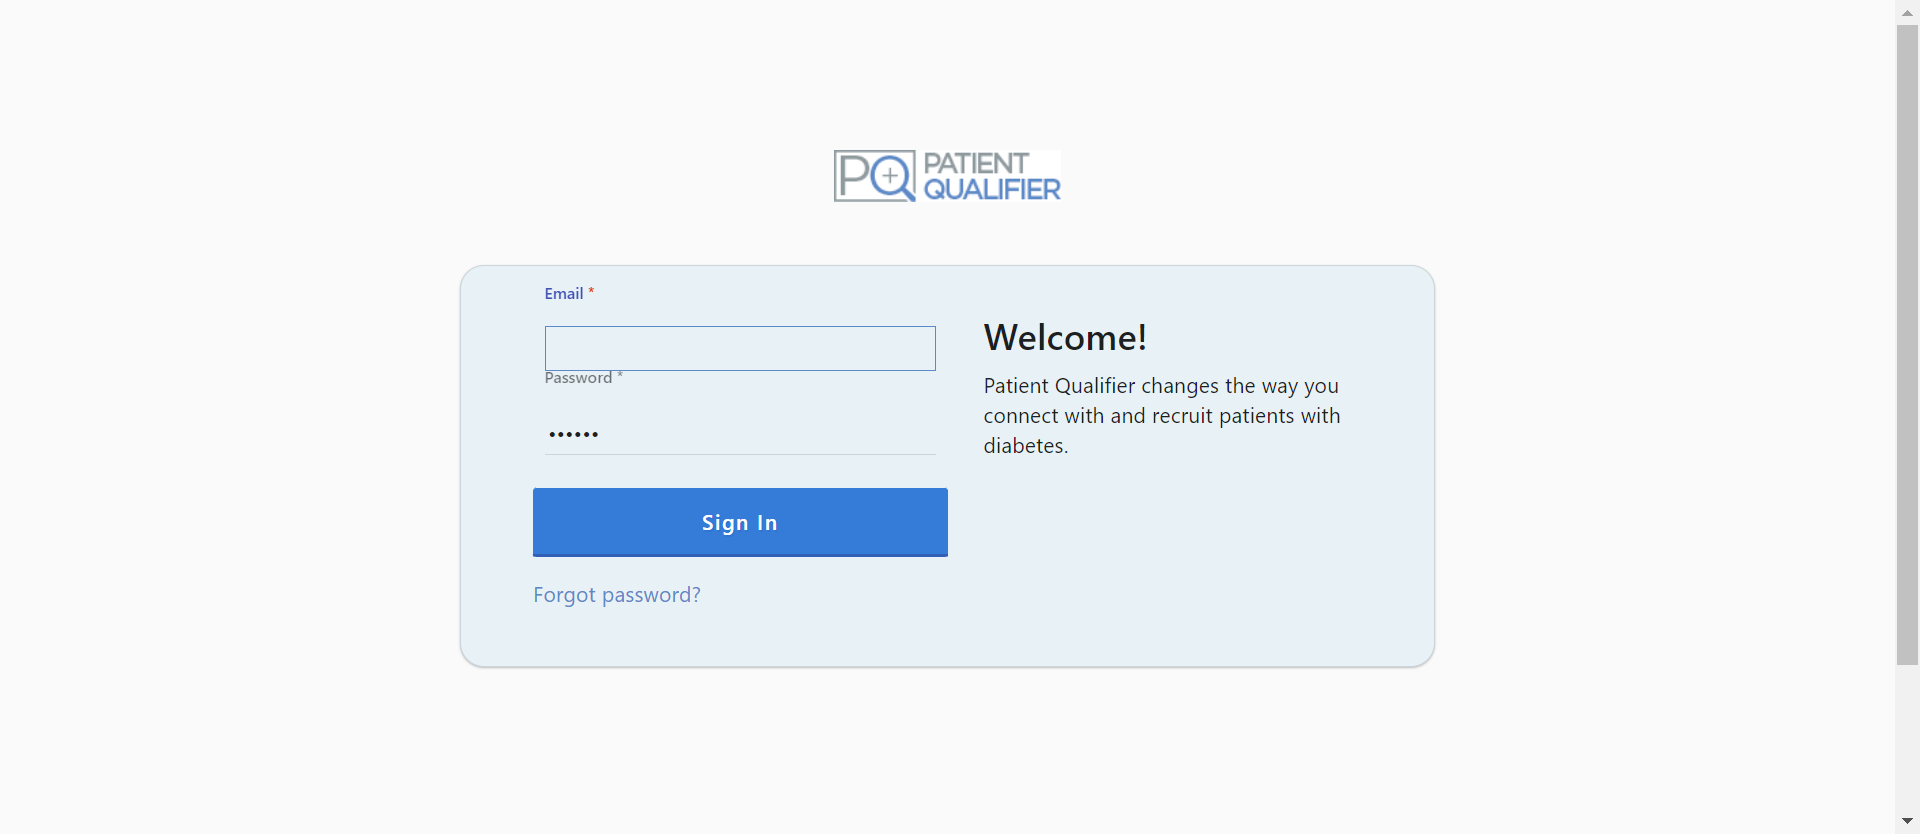 PQ PATIENT
QUALIFIER
Email *
Password *
••••••
Sign In
Forgot password?
Welcome!
Patient Qualifier changes the way you
connect with and recruit patients with
diabetes.